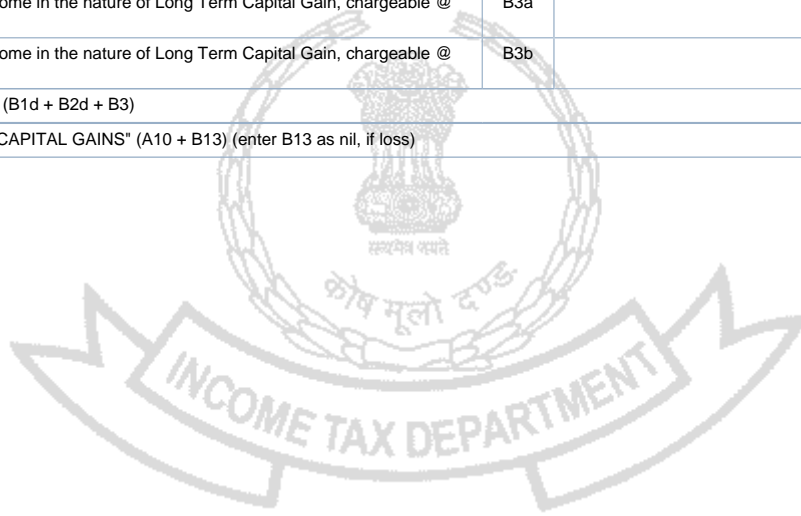 ome in the nature of Long Term Capital Gain, chargeable @ B3a
ome in the nature of Long Term Capital Gain, chargeable @ B3b
(B1d + B2d + B3)
CAPITAL GAINS" (A10 + B13) (enter B13 as nil, if loss)
सत्यमेव जयते
कोष मूलो दण्डः
INCOME TAX DEPARTMENT